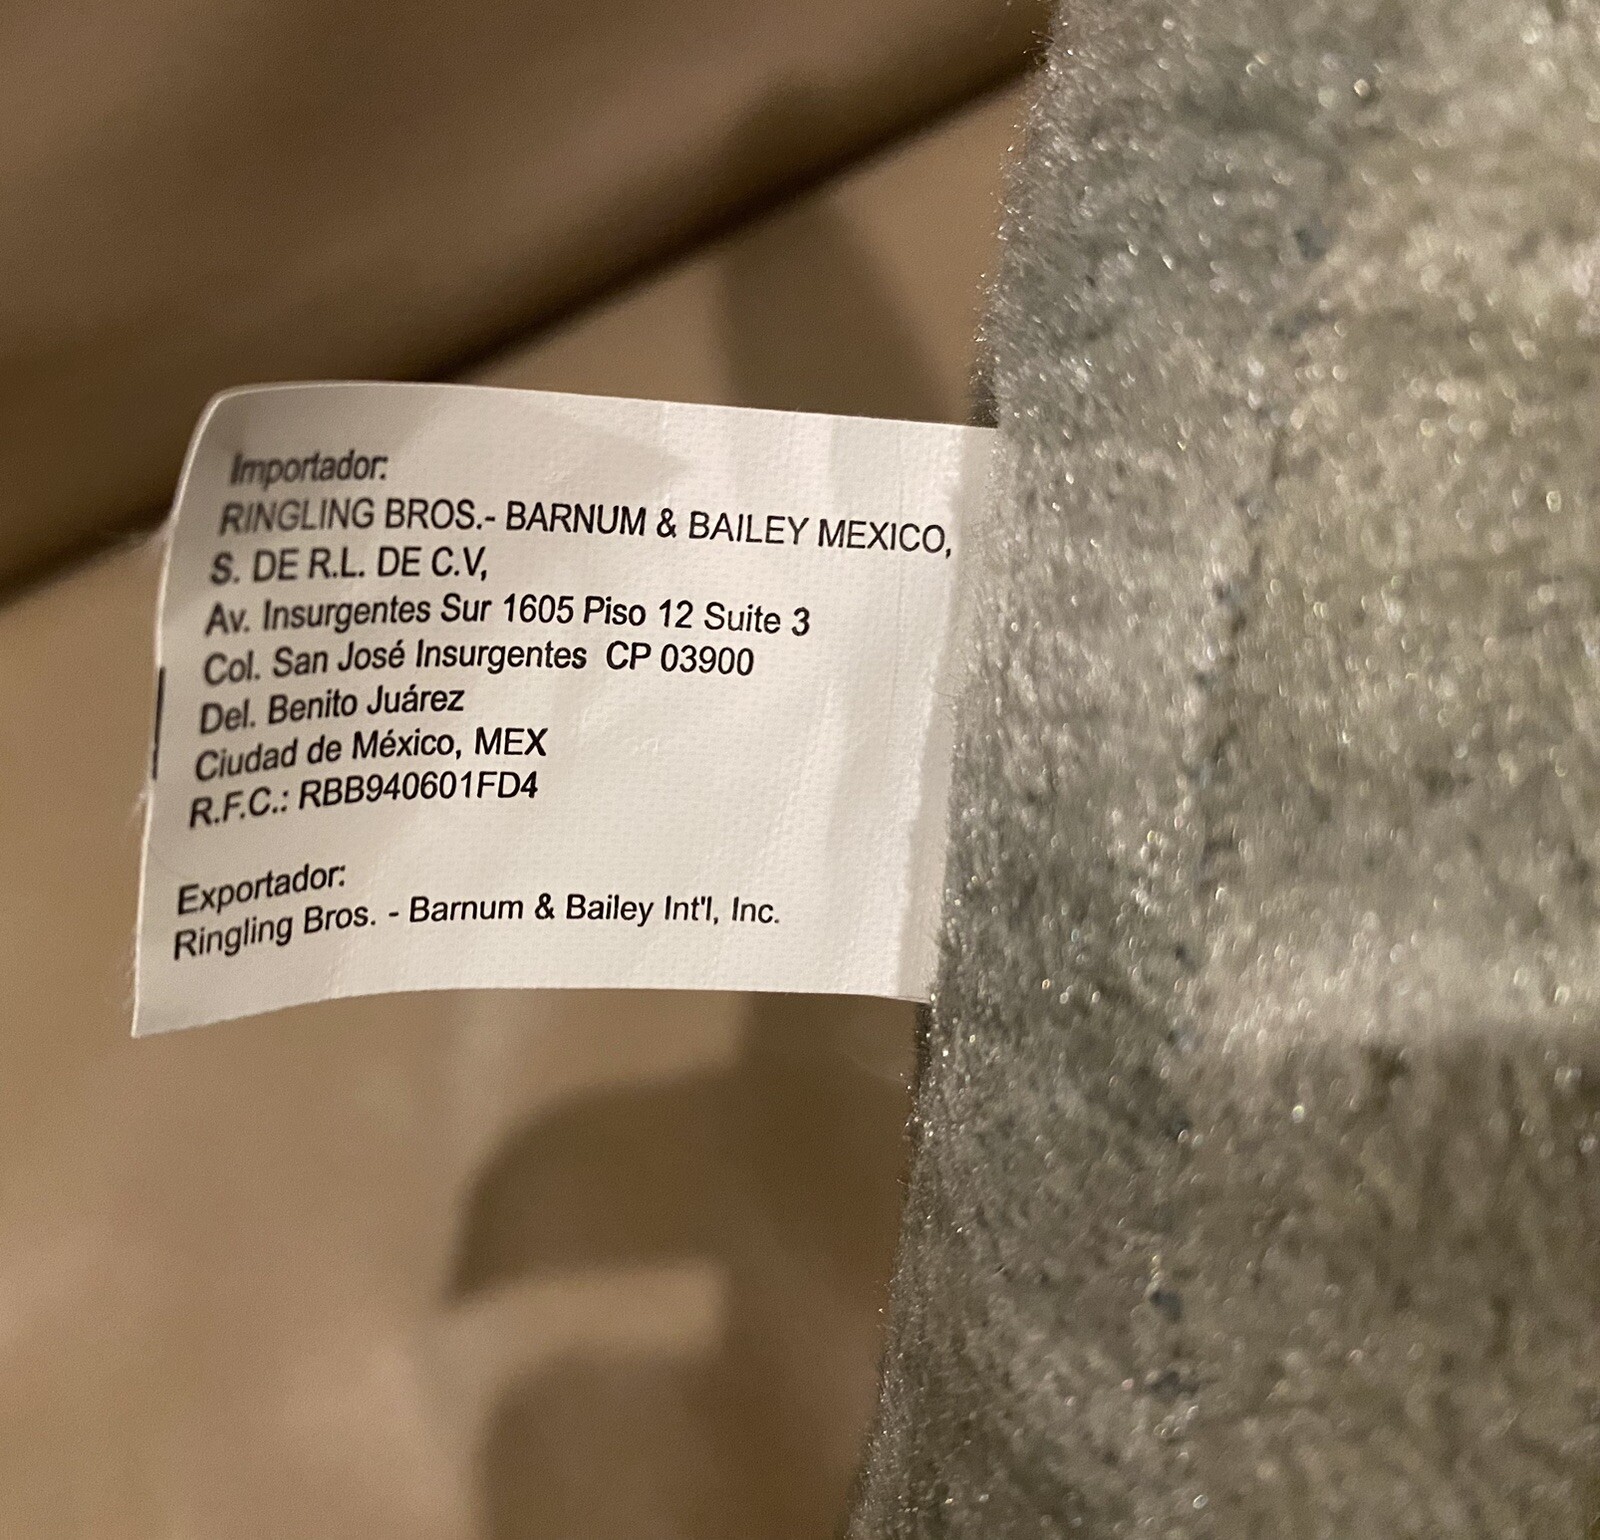 Importador:
RINGLING BROS.- BARNUM & BAILEY MEXICO,
S. DE R.L. DE C.V,
Av. Insurgentes Sur 1605 Piso 12 Suite 3
Col. San José Insurgentes CP 03900
Del. Benito Juárez
Ciudad de México, MEX
R.F.C.: RBB940601FD4
Exportador:
Ringling Bros. - Barnum & Bailey Int'l, Inc.